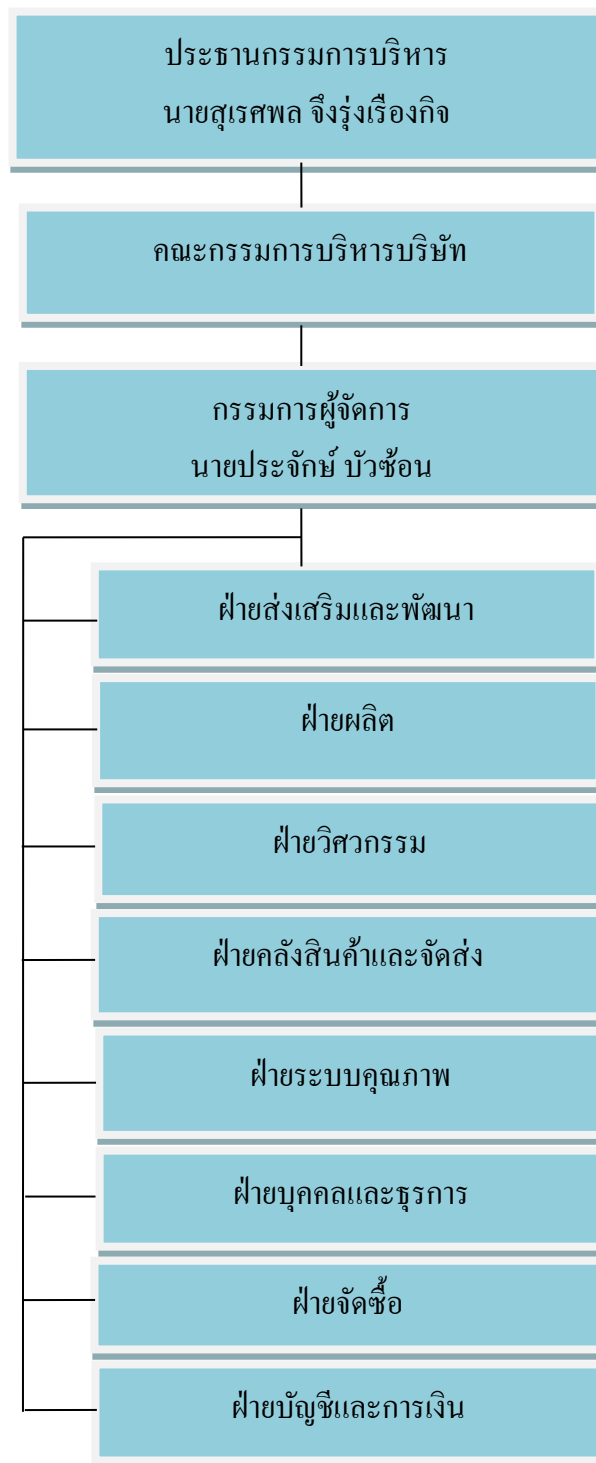 ประธานกรรมการบริหาร
นายสุเรศพล จึงรุ่งเรืองกิจ
คณะกรรมการบริหารบริษัท
กรรมการผู้จัดการ
นายประจักษ์ บัวซ้อน
ฝ่ายส่งเสริมและพัฒนา
ฝ่ายผลิต
ฝ่ายวิศวกรรม
ฝ่ายคลังสินค้าและจัดส่ง
ฝ่ายระบบคุณภาพ
ฝ่ายบุคคลและธุรการ
ฝ่ายจัดซื้อ
ฝ่ายบัญชีและการเงิน